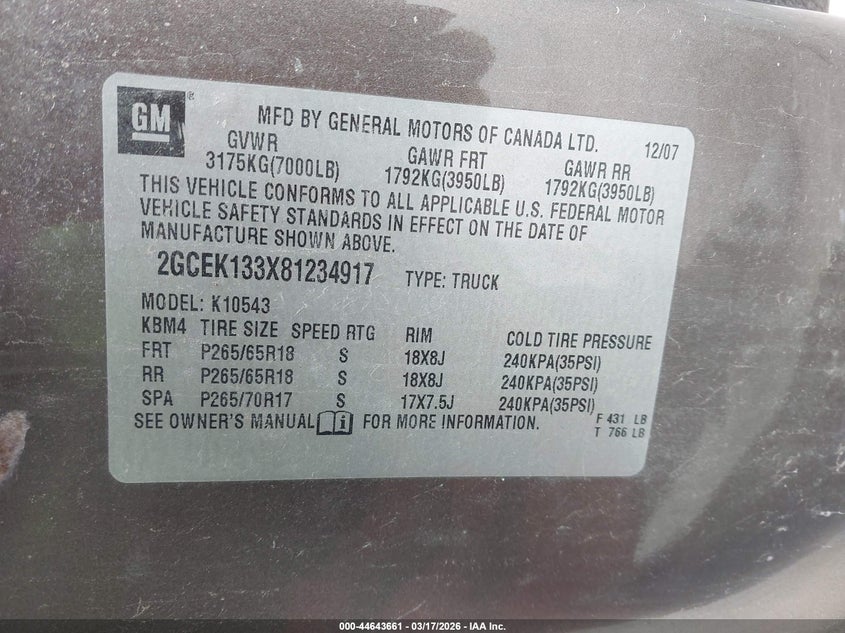 GM ®
MFD BY GENERAL MOTORS OF CANADA LTD. 12/07
GVWR GAWR FRT GAWR RR
3175KG(7000LB) 1792KG(3950LB) 1792KG(3950LB)
THIS VEHICLE CONFORMS TO ALL APPLICABLE U.S. FEDERAL MOTOR
VEHICLE SAFETY STANDARDS IN EFFECT ON THE DATE OF
MANUFACTURE SHOWN ABOVE.
2GCEK133X81234917 TYPE: TRUCK
MODEL: K10543
KBM4 TIRE SIZE SPEED RTG RIM COLD TIRE PRESSURE
FRT P265/65R18 S 18X8J 240KPA(35PSI)
RR P265/65R18 S 18X8J 240KPA(35PSI)
SPA P265/70R17 S 17X7.5J 240KPA(35PSI)
SEE OWNER'S MANUAL i FOR MORE INFORMATION. F 431 LB
T 766 LB
000-44643661 — 03/17/2026 — IAA Inc.